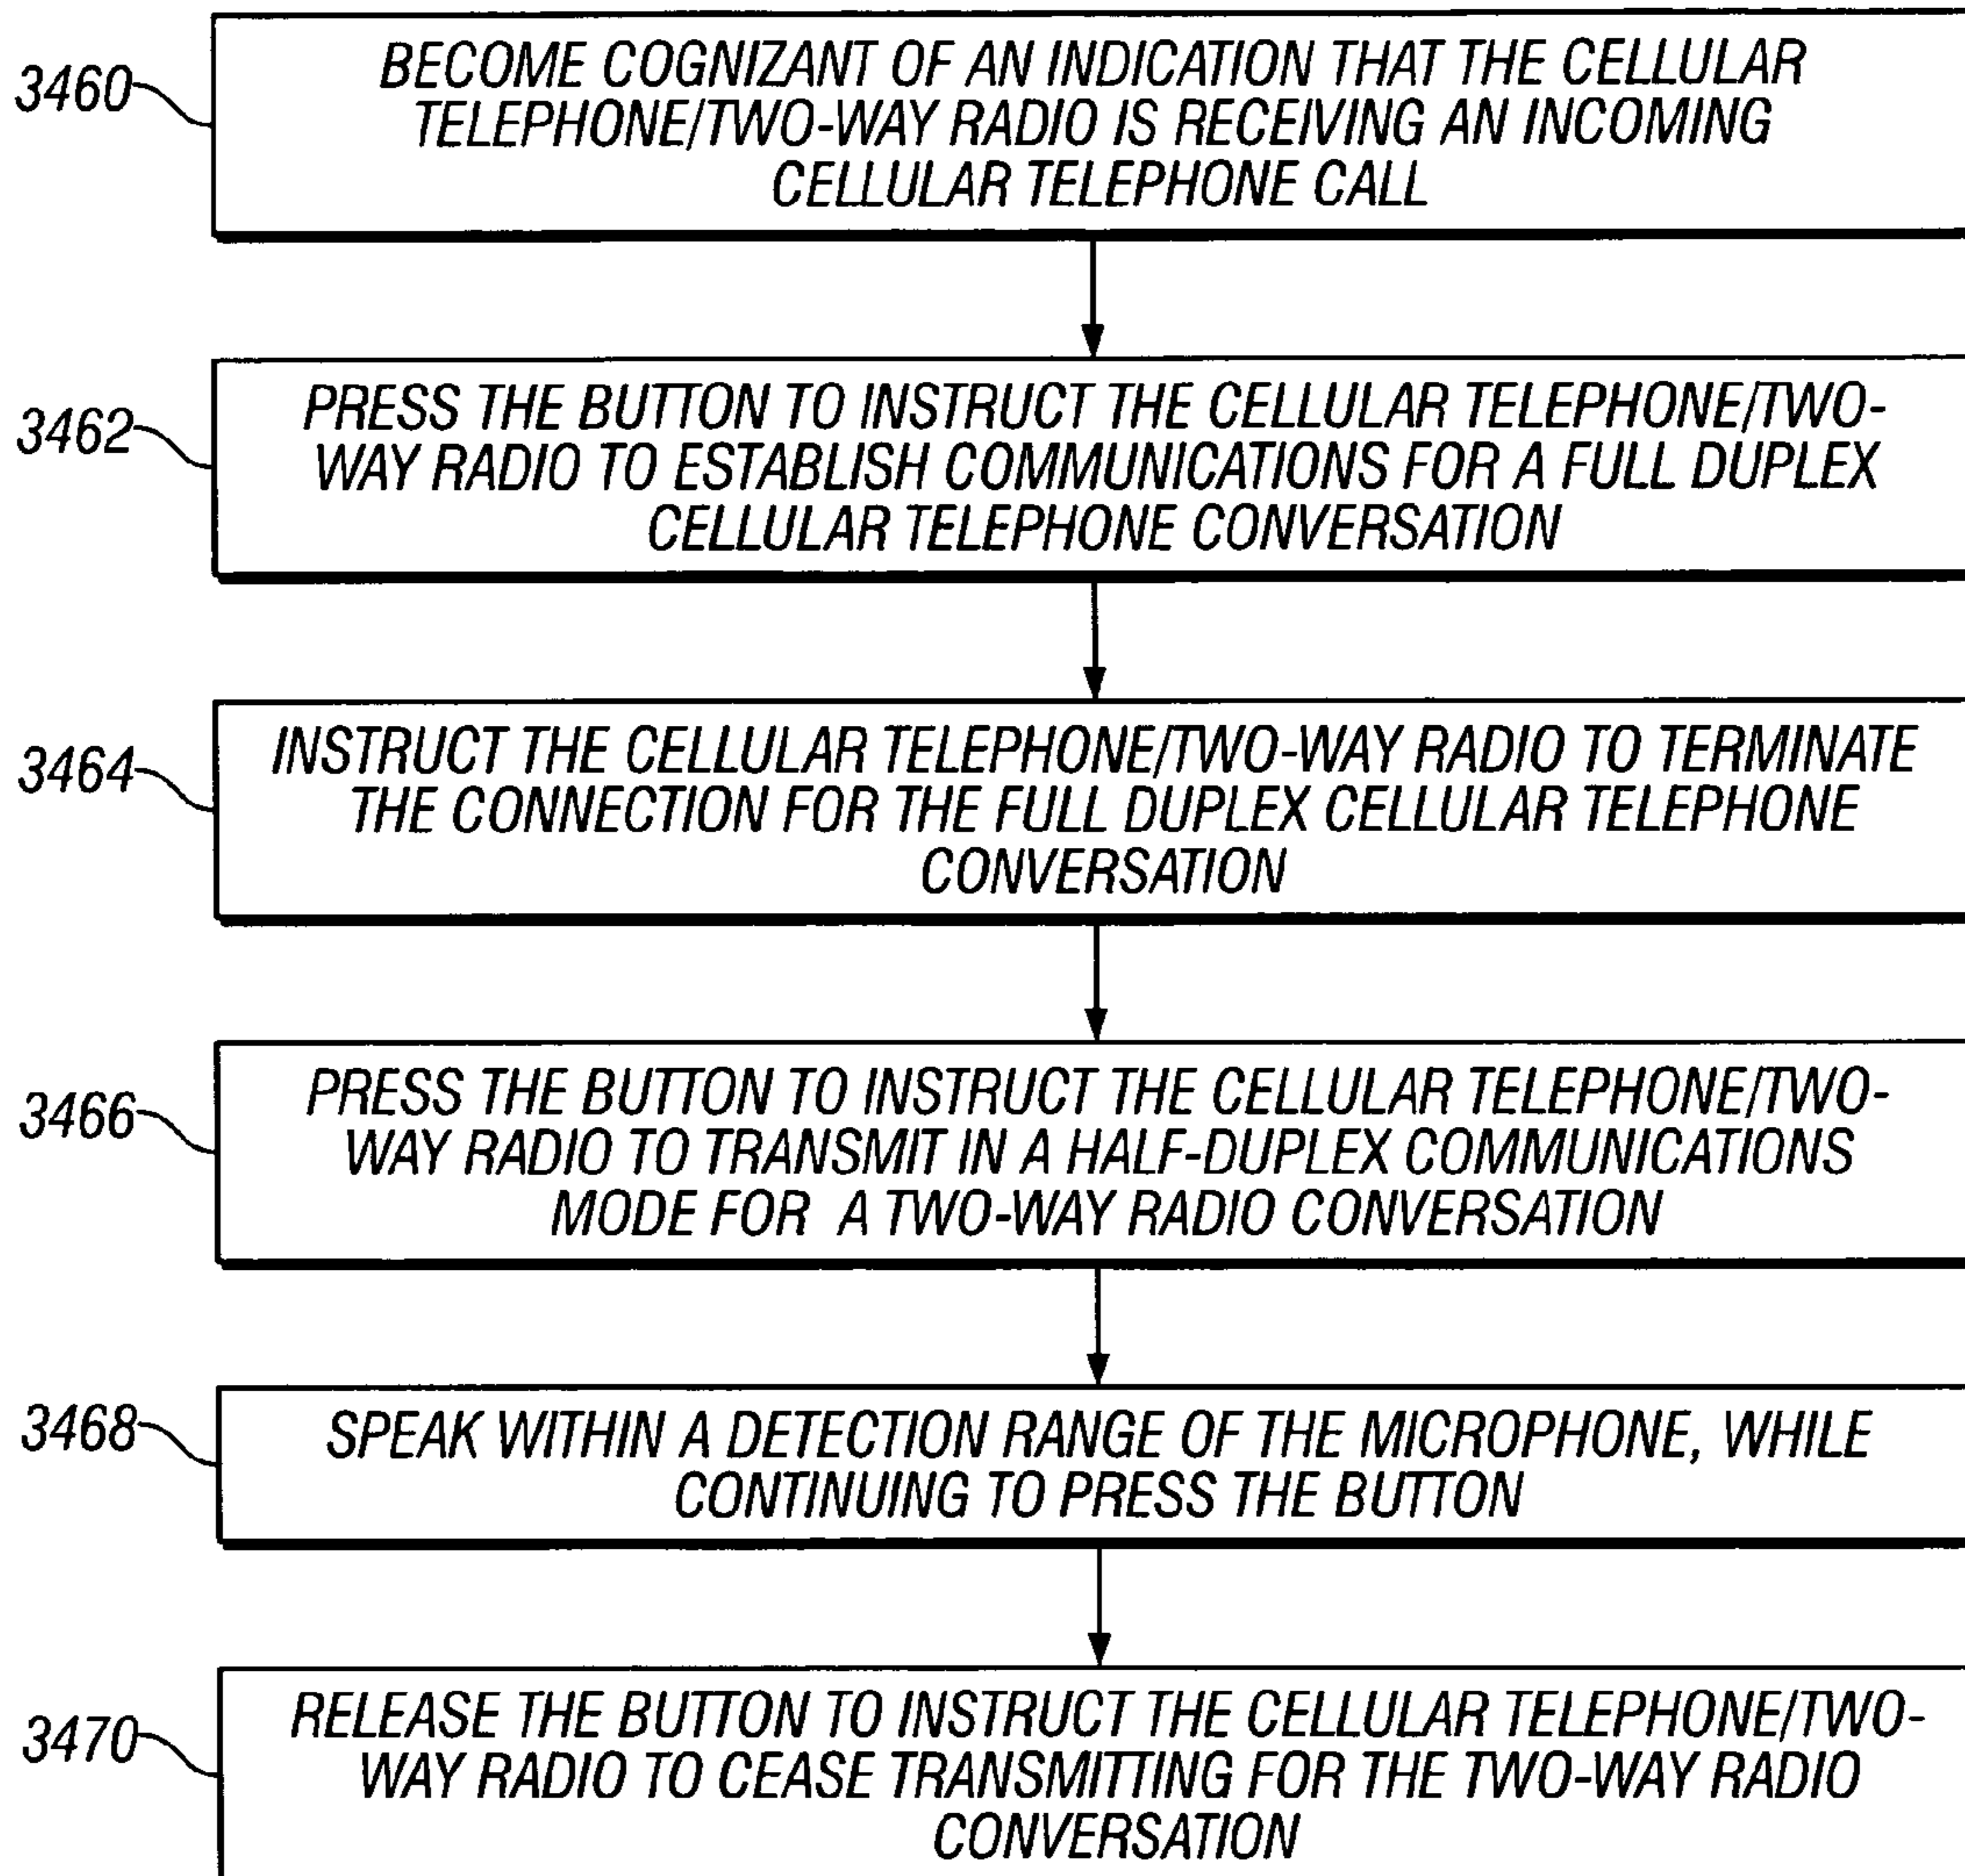 3460
BECOME COGNIZANT OF AN INDICATION THAT THE CELLULAR
TELEPHONE/TWO-WAY RADIO IS RECEIVING AN INCOMING
CELLULAR TELEPHONE CALL
3462
PRESS THE BUTTON TO INSTRUCT THE CELLULAR TELEPHONE/TWO-
WAY RADIO TO ESTABLISH COMMUNICATIONS FOR A FULL DUPLEX
CELLULAR TELEPHONE CONVERSATION
3464
INSTRUCT THE CELLULAR TELEPHONE/TWO-WAY RADIO TO TERMINATE
THE CONNECTION FOR THE FULL DUPLEX CELLULAR TELEPHONE
CONVERSATION
3466
PRESS THE BUTTON TO INSTRUCT THE CELLULAR TELEPHONE/TWO-
WAY RADIO TO TRANSMIT IN A HALF-DUPLEX COMMUNICATIONS
MODE FOR A TWO-WAY RADIO CONVERSATION
3468
SPEAK WITHIN A DETECTION RANGE OF THE MICROPHONE, WHILE
CONTINUING TO PRESS THE BUTTON
3470
RELEASE THE BUTTON TO INSTRUCT THE CELLULAR TELEPHONE/TWO-
WAY RADIO TO CEASE TRANSMITTING FOR THE TWO-WAY RADIO
CONVERSATION